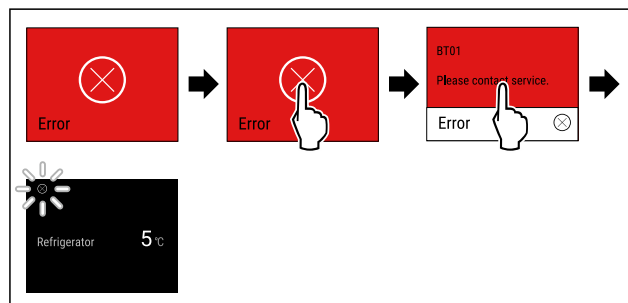 Error
Error
BT01
Please contact service.
Error
Refrigerator 5 °C